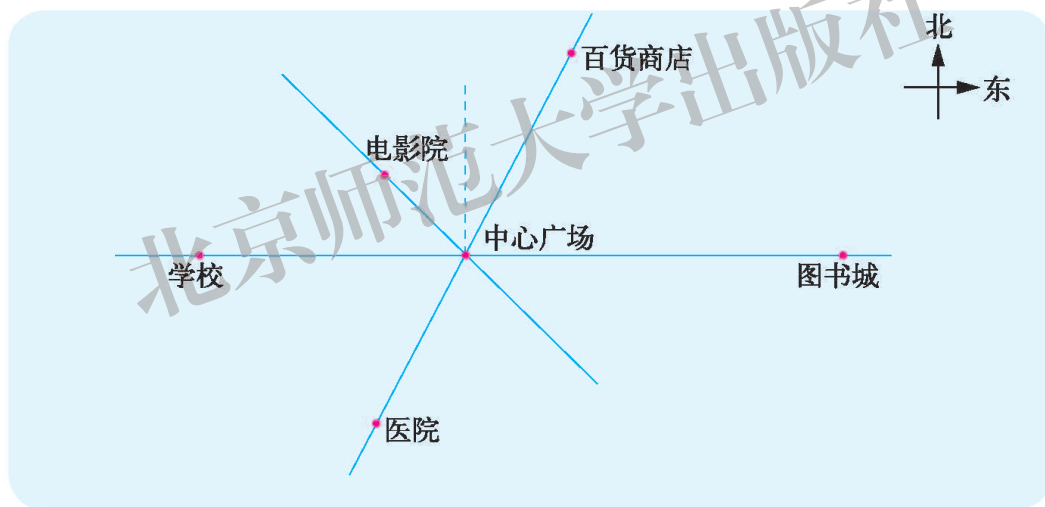 北
百货商店
东
电影院
中心广场
学校
图书城
医院
北京师范大学出版社